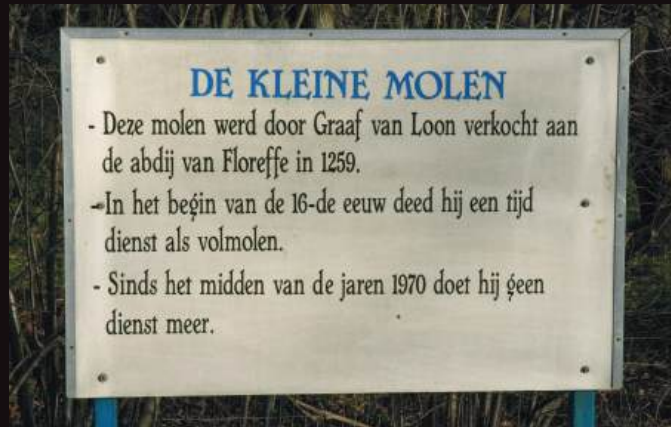 DE KLEINE MOLEN
- Deze molen werd door Graaf van Loon verkocht aan
de abdij van Floreffe in 1259.
- In het begin van de 16-de eeuw deed hij een tijd
dienst als volmolen.
- Sinds het midden van de jaren 1970 doet hij geen
dienst meer.